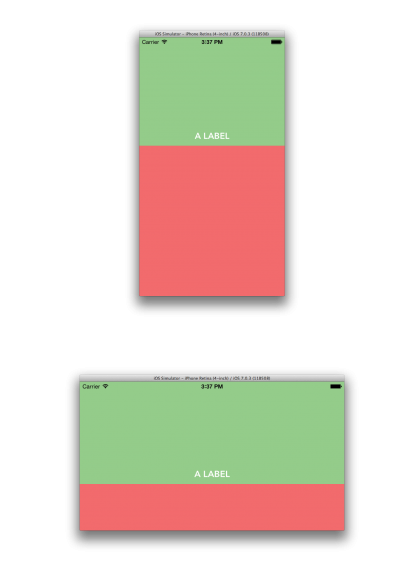 iOS Simulator - iPhone Retina (4-inch) / iOS 7.0.3 (11B508)
Carrier 3:37 PM
A LABEL
iOS Simulator - iPhone Retina (4-inch) / iOS 7.0.3 (11B508)
Carrier 3:37 PM
A LABEL